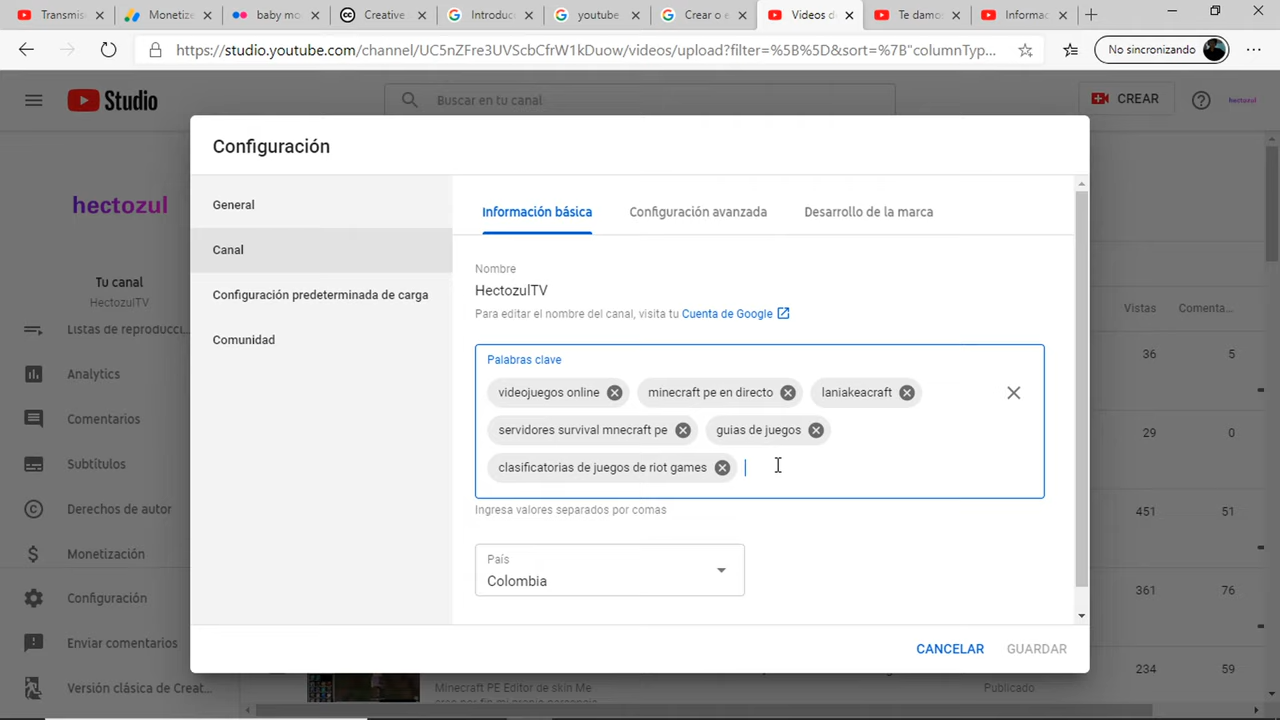 Transmis
Monetize
baby mo
Creative
Introduc
youtube
Crear o e
Videos d
Te damo
Informac
https://studio.youtube.com/channel/UC5nZFre3UVScbCfrW1kDuow/videos/upload?filter=%5B%5D&sort=%7B"columnTyp...
No sincronizando
Studio
Buscar en tu canal
CREAR
hectozul
Configuración
hectozul
Tu canal
HectozulTV
Listas de reproducci...
Analytics
Comentarios
Subtítulos
Derechos de autor
Monetización
Configuración
Enviar comentarios
Versión clásica de Creat...
General
Canal
Configuración predeterminada de carga
Comunidad
Información básica Configuración avanzada Desarrollo de la marca
Nombre
HectozulTV
Para editar el nombre del canal, visita tu Cuenta de Google
Palabras clave
videojuegos online minecraft pe en directo laniakeacraft
servidores survival mnecraft pe guias de juegos
clasificatorias de juegos de riot games
Ingresa valores separados por comas
País
Colombia
CANCELAR GUARDAR
Vistas Comenta...
36 5
29 0
451 51
361 76
234 59
Minecraft PE Editor de skin Me
Publicado